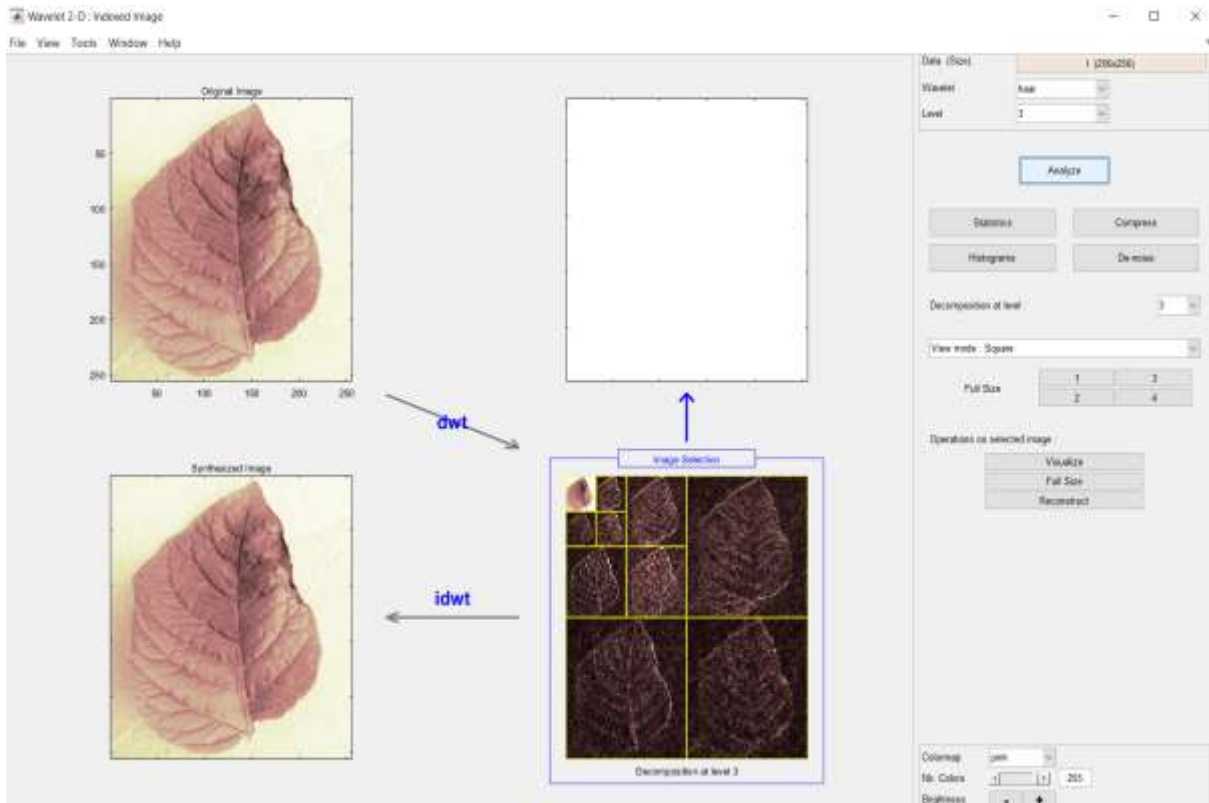 Wavelet 2-D : Indexed Image
File View Tools Window Help
Original Image
50
100
150
200
250
50 100 150 200 250
dwt
Image Selection
Decomposition at level 3
Synthesized Image
idwt
Data (Size) I (256x256)
Wavelet haar
Level 3
Analyze
Statistics Compress
Histograms De-noise
Decomposition at level : 3
View mode : Square
Full Size 1 3
2 4
Operations on selected image :
Visualize
Full Size
Reconstruct
Colormap pink
Nb. Colors 255
Brightness - +